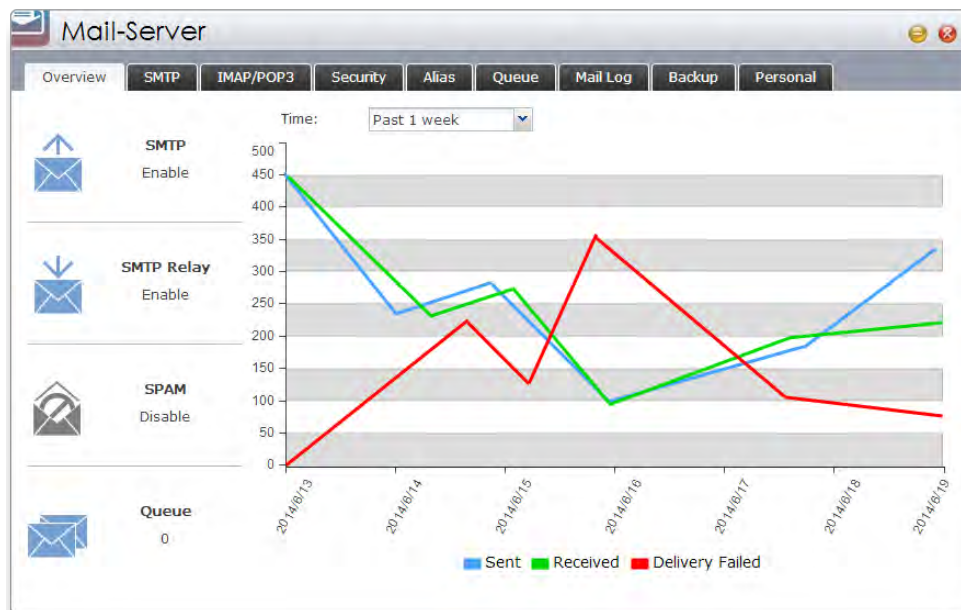 Mail-Server
Overview SMTP IMAP/POP3 Security Alias Queue Mail Log Backup Personal
SMTP
Enable
SMTP Relay
Enable
SPAM
Disable
Queue
0
Time: Past 1 week
500
450
400
350
300
250
200
150
100
50
0
2014/6/13 2014/6/14 2014/6/15 2014/6/16 2014/6/17 2014/6/18 2014/6/19
Sent Received Delivery Failed